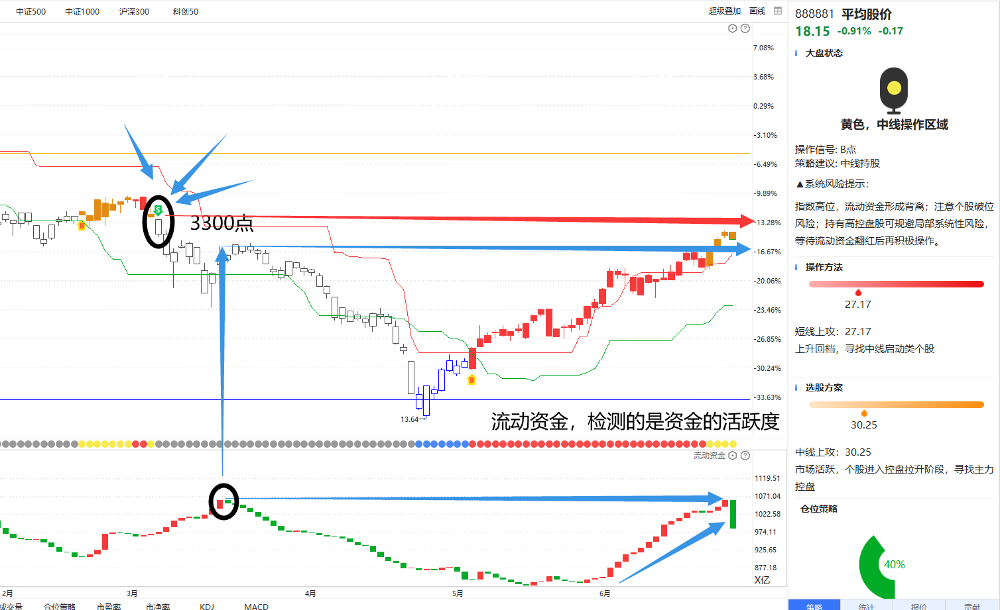 中证500 中证1000 沪深300 科创50 超级叠加 画线
888881 平均股价
18.15 -0.91% -0.17
大盘状态
黄色，中线操作区域
操作信号: B点
策略建议: 中线持股
▲系统风险提示：
指数高位，流动资金形成背离；注意个股破位
风险；持有高控盘股可规避局部系统性风险，
等待流动资金翻红后再积极操作。
操作方法
27.17
短线上攻：27.17
上升回档，寻找中线启动类个股
选股方案
30.25
中线上攻：30.25
市场活跃，个股进入控盘拉升阶段，寻找主力
控盘
仓位策略
40%
策略 统计 报价 贡献
7.08%
3.68%
0.29%
-3.10%
-6.49%
-9.89%
-13.28%
-16.67%
-20.06%
-23.46%
-26.85%
-30.24%
-33.63%
S
B
3300点
B
13.64
流动资金，检测的是资金的活跃度
流动资金
1119.51
1071.04
1022.58
974.11
925.65
877.18
X亿
2月 3月 4月 5月 6月
成交量 仓位策略 市盈率 市净率 KDJ MACD